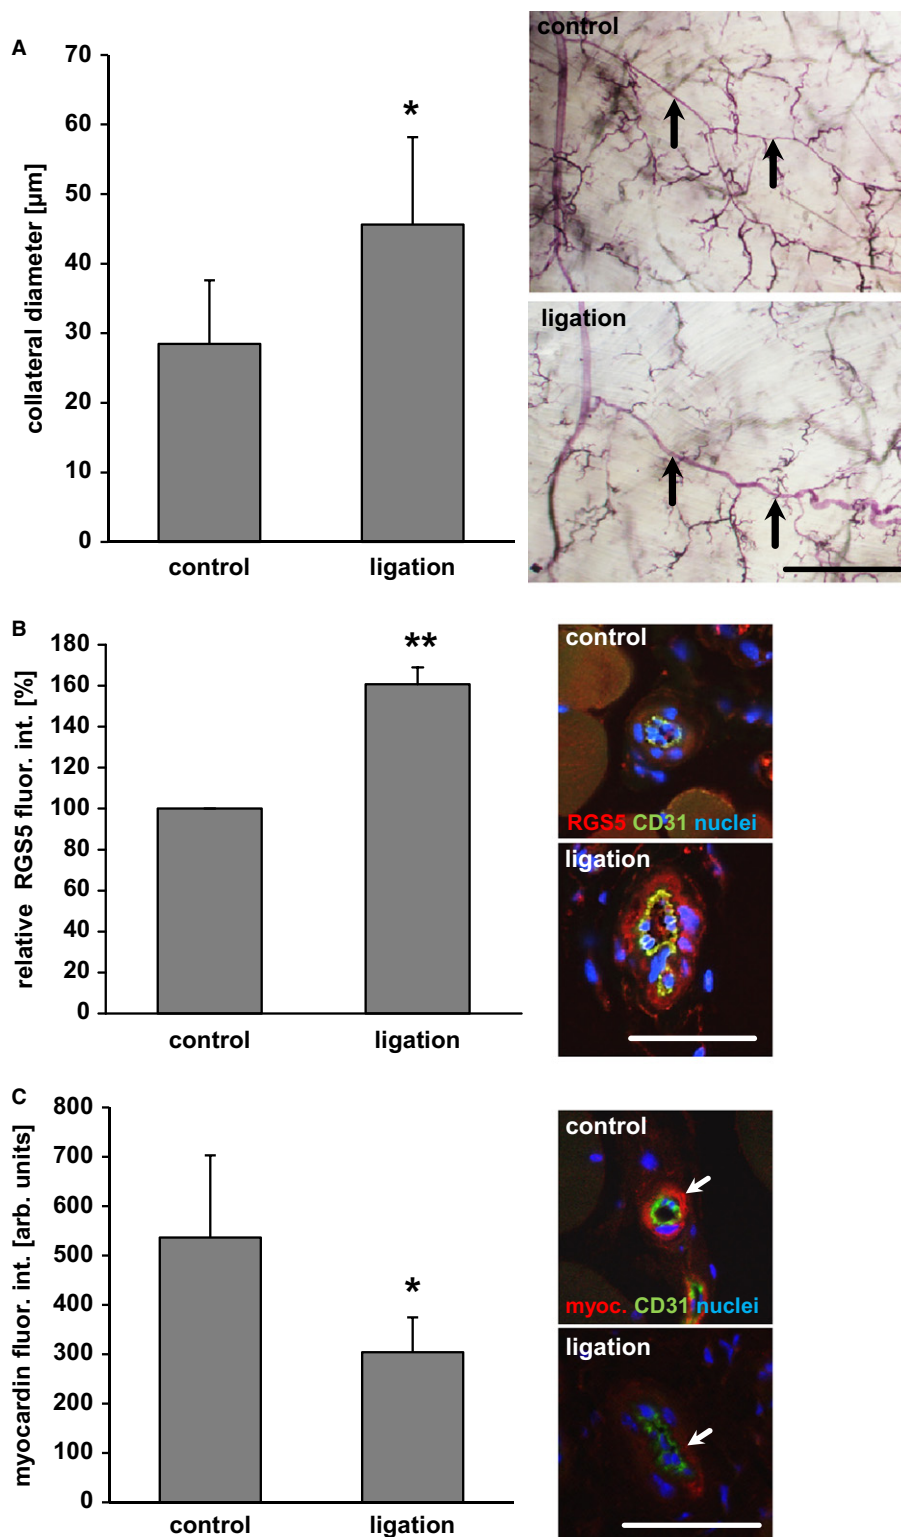 A
70
60
50
40
30
20
10
0
collateral diameter [µm]
*
control
ligation
control
ligation
B
180
160
140
120
100
80
60
40
20
0
relative RGS5 fluor. int. [%]
**
control
ligation
control
RGS5 CD31 nuclei
ligation
C
800
700
600
500
400
300
200
100
0
myocardin fluor. int. [arb. units]
*
control
ligation
control
myoc. CD31 nuclei
ligation